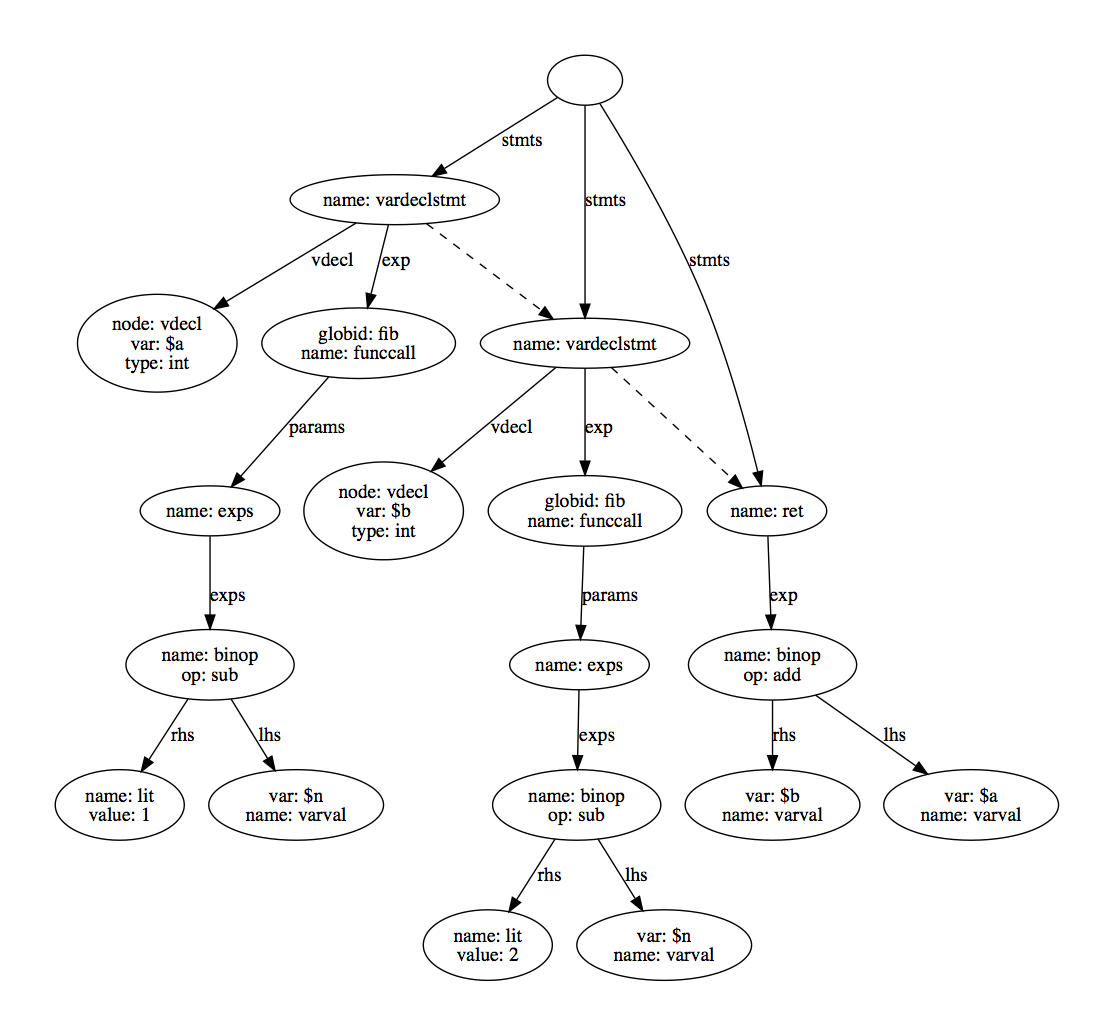 stmts
name: vardeclstmt
stmts
stmts
vdecl
exp
node: vdecl
var: $a
type: int
globid: fib
name: funccall
name: vardeclstmt
params
vdecl
exp
name: exps
node: vdecl
var: $b
type: int
globid: fib
name: funccall
name: ret
exps
params
exp
name: binop
op: sub
name: exps
name: binop
op: add
rhs
lhs
exps
rhs
lhs
name: lit
value: 1
var: $n
name: varval
name: binop
op: sub
var: $b
name: varval
var: $a
name: varval
rhs
lhs
name: lit
value: 2
var: $n
name: varval